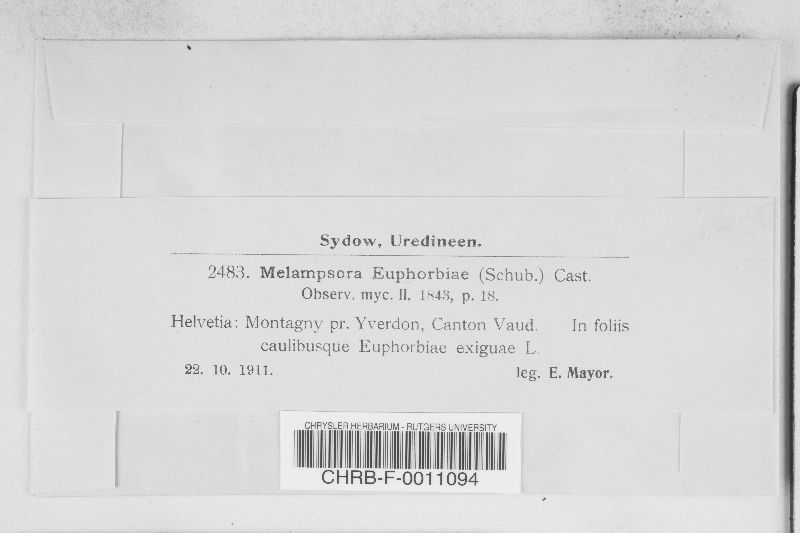 Sydow, Uredineen.
2483. Melampsora Euphorbiae (Schub.) Cast.
Observ. myc. II. 1843, p. 18.
Helvetia: Montagny pr. Yverdon, Canton Vaud. In foliis
caulibusque Euphorbiae exiguae L.
22. 10. 1911. leg. E. Mayor.
CHRYSLER HERBARIUM - RUTGERS UNIVERSITY
CHRB-F-0011094